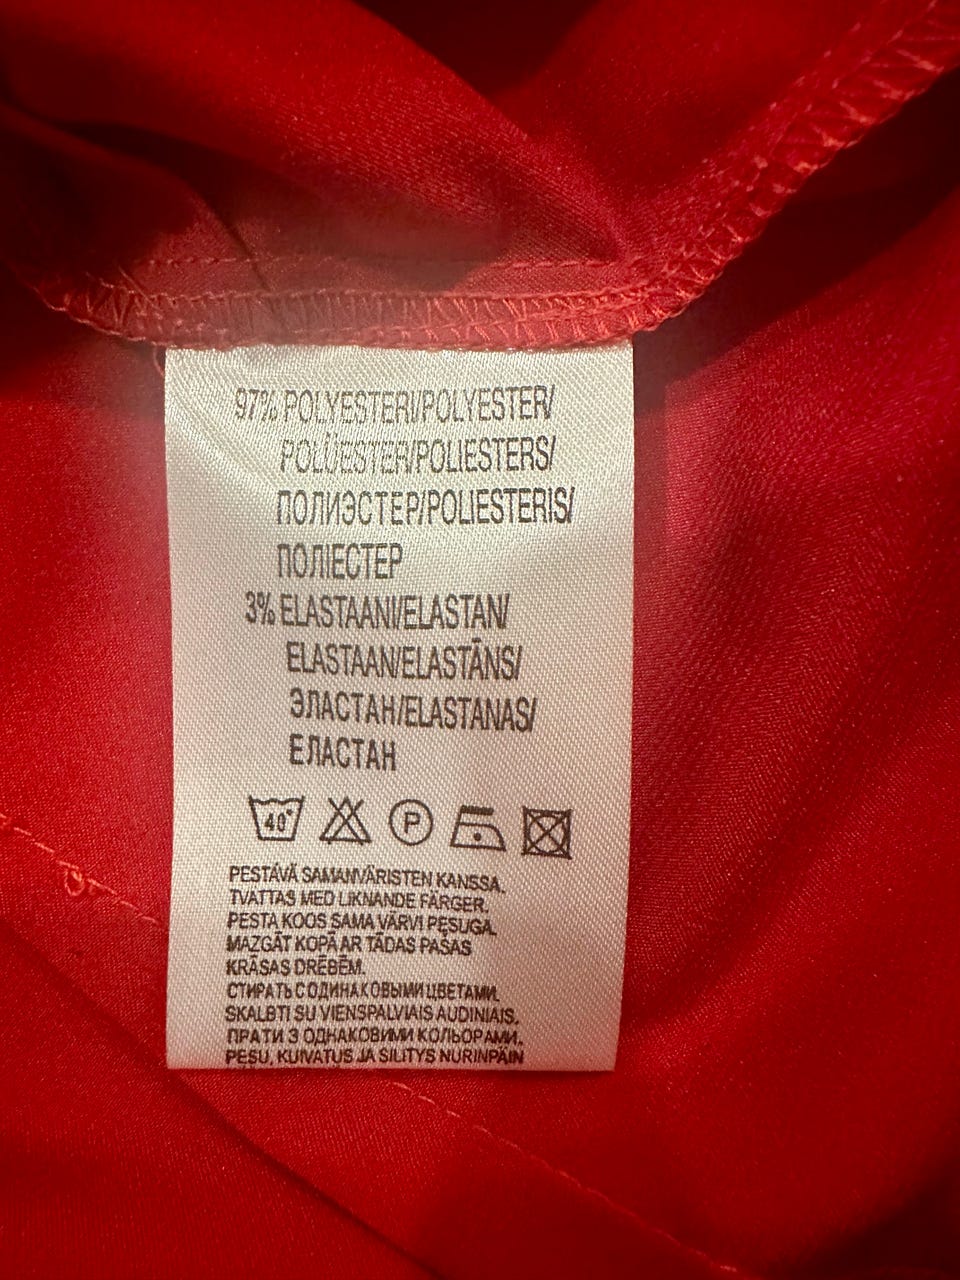 97% POLYESTERI/POLYESTER/
POLÜESTER/POLIESTERS/
ПОЛИЭСТЕР/POLIESTERIS/
ПОЛІЕСТЕР
3% ELASTAANI/ELASTAN/
ELASTAAN/ELASTĀNS/
ЭЛАСТАН/ELASTANAS/
ЕЛАСТАН
40° P
PESTÄVÄ SAMANVÄRISTEN KANSSA.
TVÄTTAS MED LIKNANDE FÄRGER.
PESTA KOOS SAMA VÄRVI PESUGA.
MAZGĀT KOPĀ AR TĀDAS PAŠAS
KRĀSAS DRĒBĒM.
СТИРАТЬ С ОДИНАКОВЫМИ ЦВЕТАМИ.
SKALBTI SU VIENSPALVIAIS AUDINIAIS.
ПРАТИ З ОДНАКОВИМИ КОЛЬОРАМИ.
PESU, KUIVATUS JA SILITYS NURINPÄIN